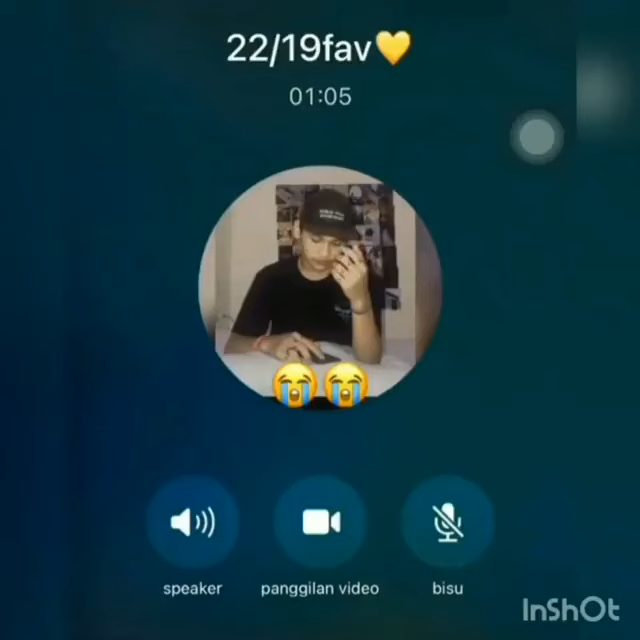 22/19fav💛
01:05
speaker
panggilan video
bisu
InShOt